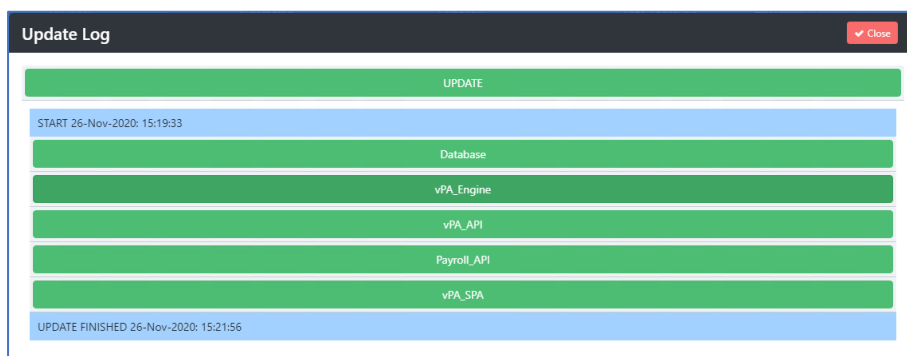 Update Log
✔ Close
UPDATE
START 26-Nov-2020: 15:19:33
Database
vPA_Engine
vPA_API
Payroll_API
vPA_SPA
UPDATE FINISHED 26-Nov-2020: 15:21:56